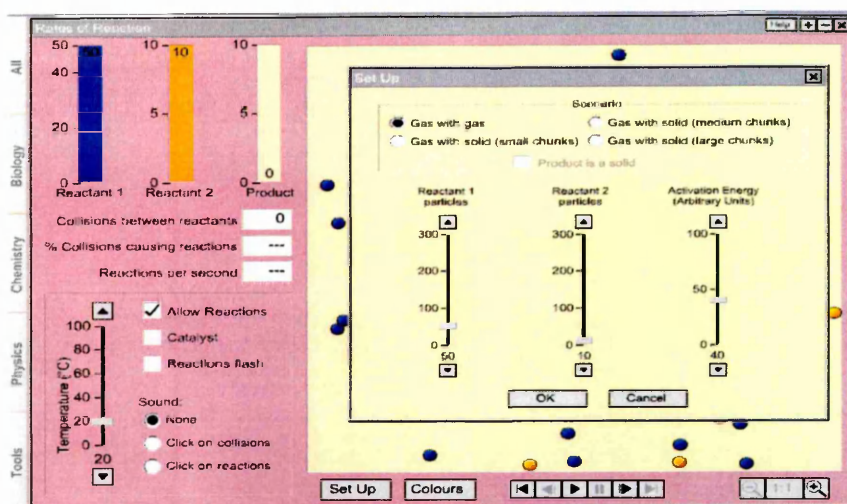 Rates of Reaction
Help
All
Biology
Chemistry
Physics
Tools
50
40
20
0
50
10
5
0
10
10
5
0
0
Reactant 1
Reactant 2
Product
Collisions between reactants 0
% Collisions causing reactions ---
Reactions per second ---
Allow Reactions
Catalyst
Reactions flash
Sound:
None
Click on collisions
Click on reactions
Temperature (°C)
100
80
60
40
20
0
20
Set Up
Scenario
Gas with gas
Gas with solid (medium chunks)
Gas with solid (small chunks)
Gas with solid (large chunks)
Product is a solid
Reactant 1
particles
300
200
100
0
50
Reactant 2
particles
300
200
100
0
10
Activation Energy
(Arbitrary Units)
100
50
0
40
OK
Cancel
Set Up
Colours
1:1